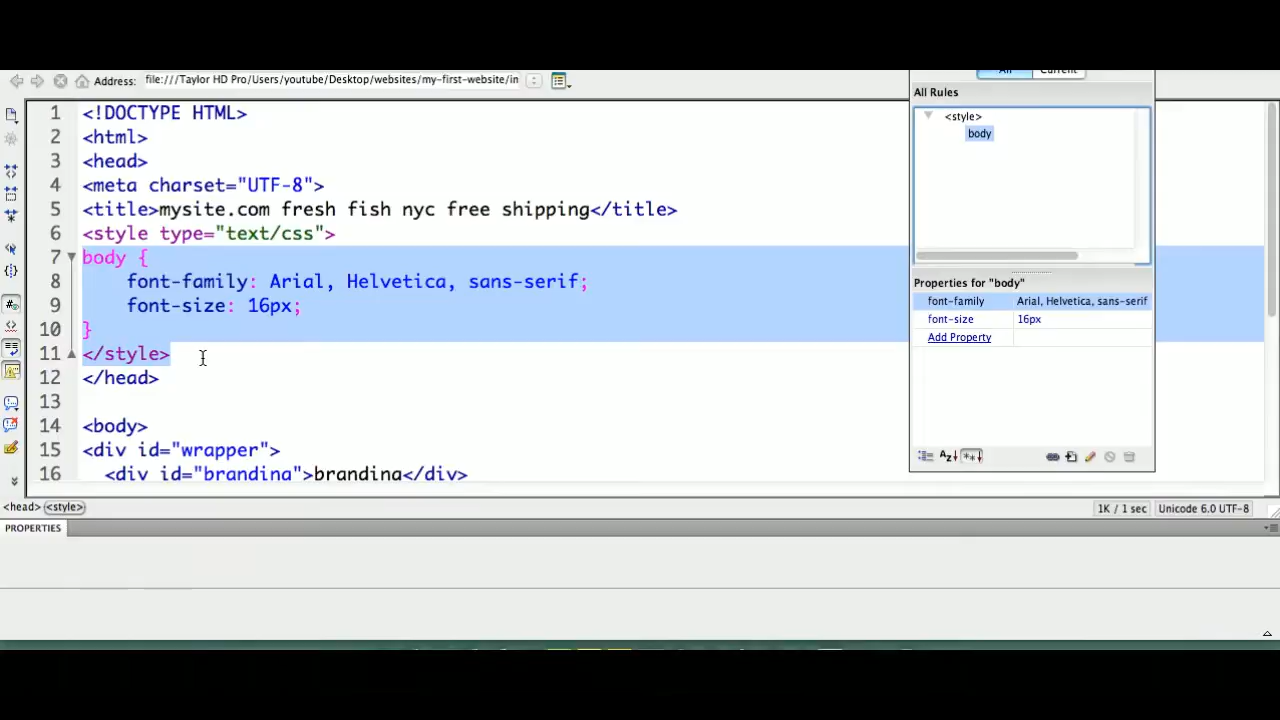 Address: file:///Taylor HD Pro/Users/youtube/Desktop/websites/my-first-website/in
1 <!DOCTYPE HTML>
2 <html>
3 <head>
4 <meta charset="UTF-8">
5 <title>mysite.com fresh fish nyc free shipping</title>
6 <style type="text/css">
7 body {
8 font-family: Arial, Helvetica, sans-serif;
9 font-size: 16px;
10 }
11 </style>
12 </head>
13
14 <body>
15 <div id="wrapper">
16 <div id="branding">branding</div>
<head> <style>
1K / 1 sec Unicode 6.0 UTF-8
PROPERTIES
All Current
All Rules
<style>
body
Properties for "body"
font-family Arial, Helvetica, sans-serif
font-size 16px
Add Property